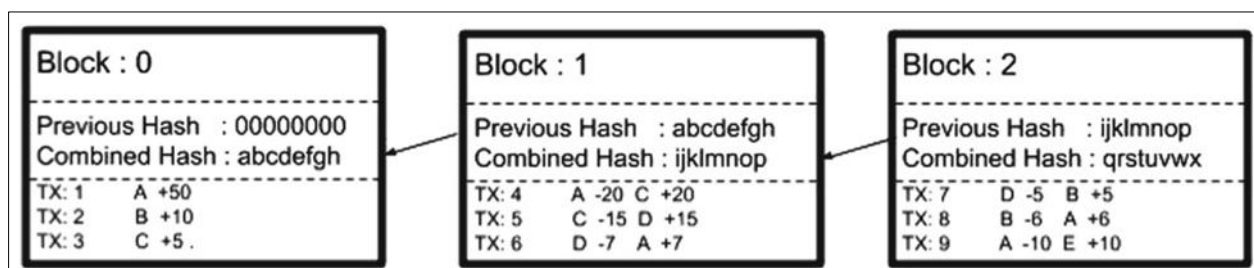 Block : 0
Previous Hash : 00000000
Combined Hash : abcdefgh
TX: 1 A +50
TX: 2 B +10
TX: 3 C +5 .
Block : 1
Previous Hash : abcdefgh
Combined Hash : ijklmnop
TX: 4 A -20 C +20
TX: 5 C -15 D +15
TX: 6 D -7 A +7
Block : 2
Previous Hash : ijklmnop
Combined Hash : qrstuvwx
TX: 7 D -5 B +5
TX: 8 B -6 A +6
TX: 9 A -10 E +10